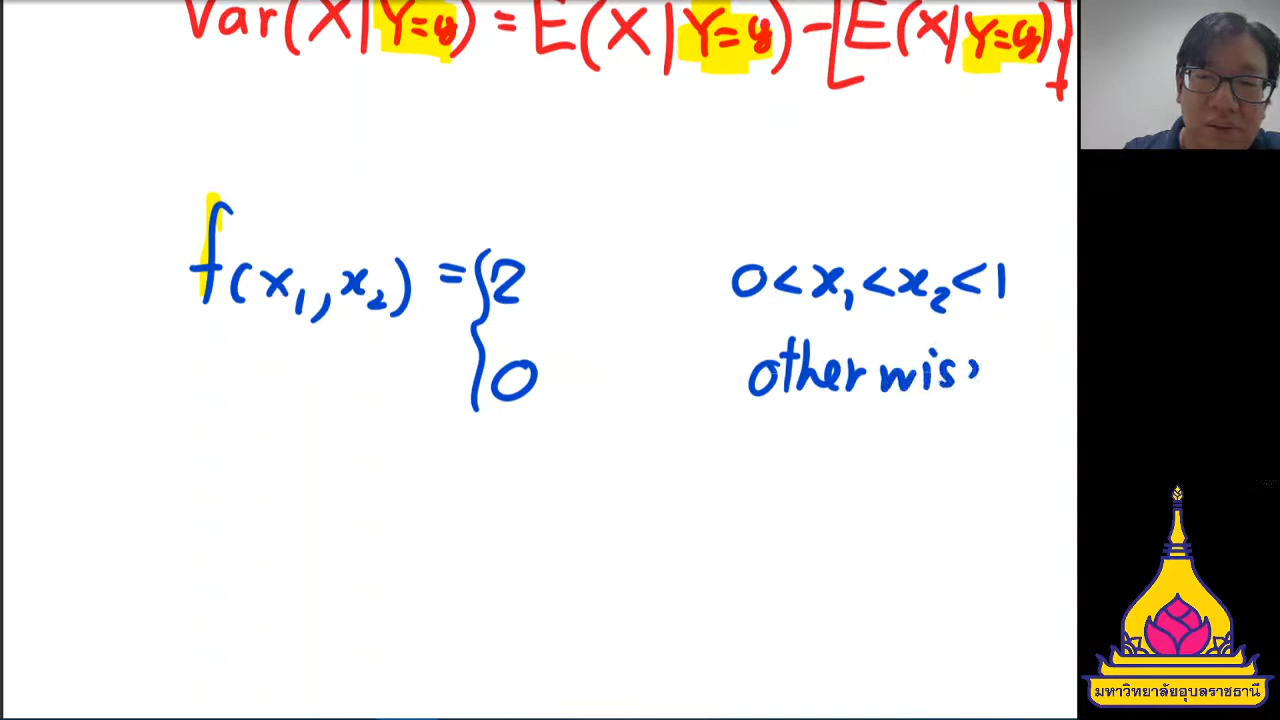 Var(X|Y=y) = E(X|Y=y) - [E(X|Y=y)]
f(x₁, x₂) = { 2 0<x₁<x₂<1
0 otherwis
มหาวิทยาลัยอุบลราชธานี